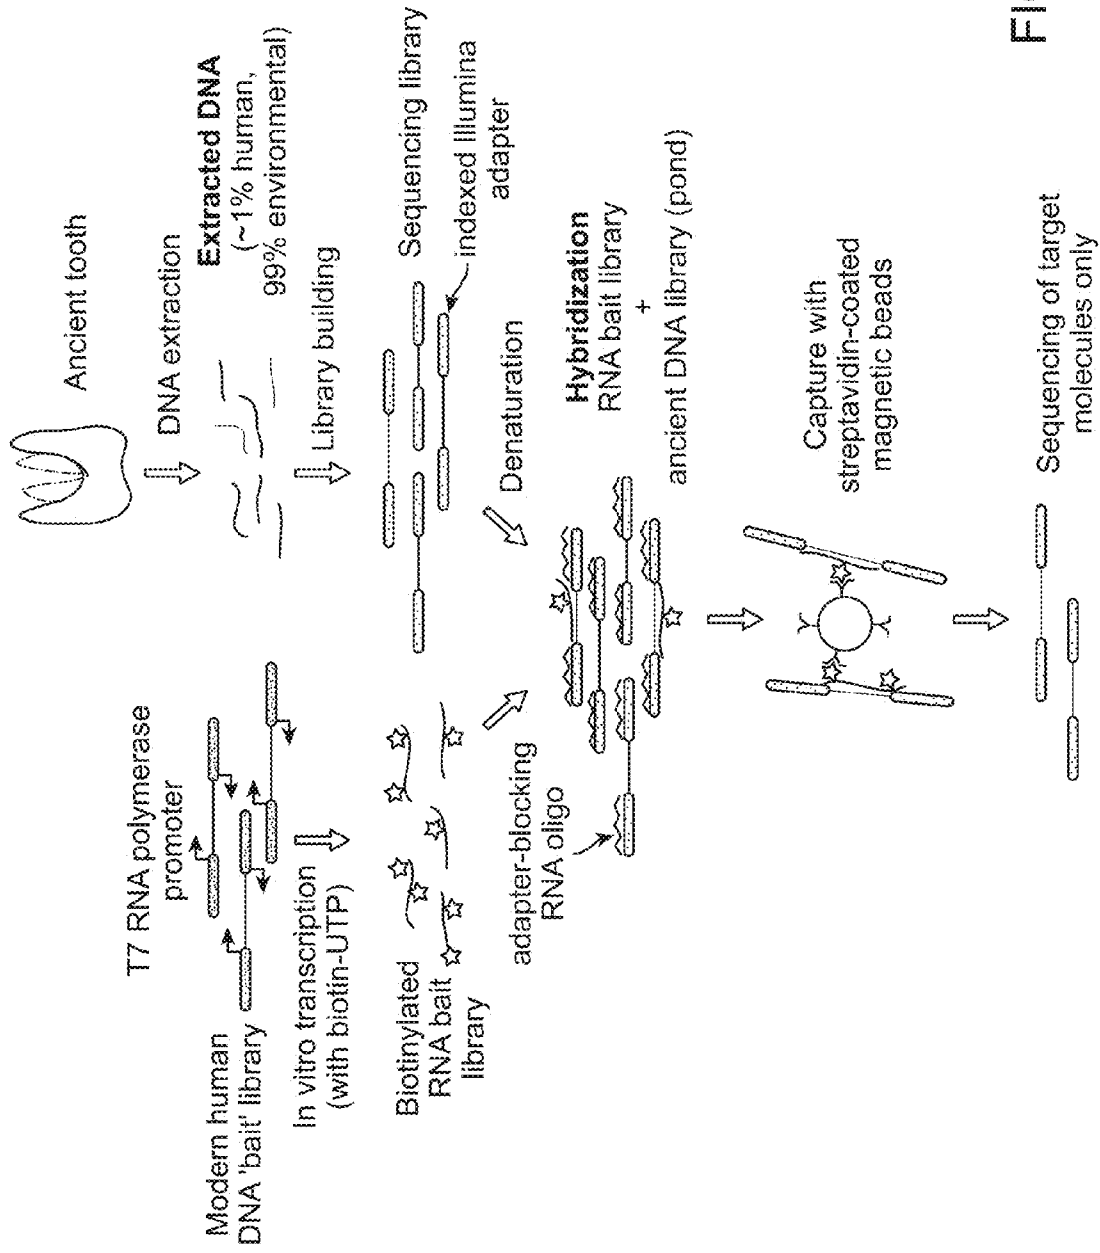 Modern human
DNA 'bait' library
T7 RNA polymerase
promoter
In vitro transcription
(with biotin-UTP)
Biotinylated
RNA bait
library
adapter-blocking
RNA oligo
Ancient tooth
DNA extraction
Extracted DNA
(~1% human,
99% environmental)
Library building
Sequencing library
indexed Illumina
adapter
Denaturation
Hybridization
RNA bait library
+
ancient DNA library (pond)
Capture with
streptavidin-coated
magnetic beads
Sequencing of target
molecules only